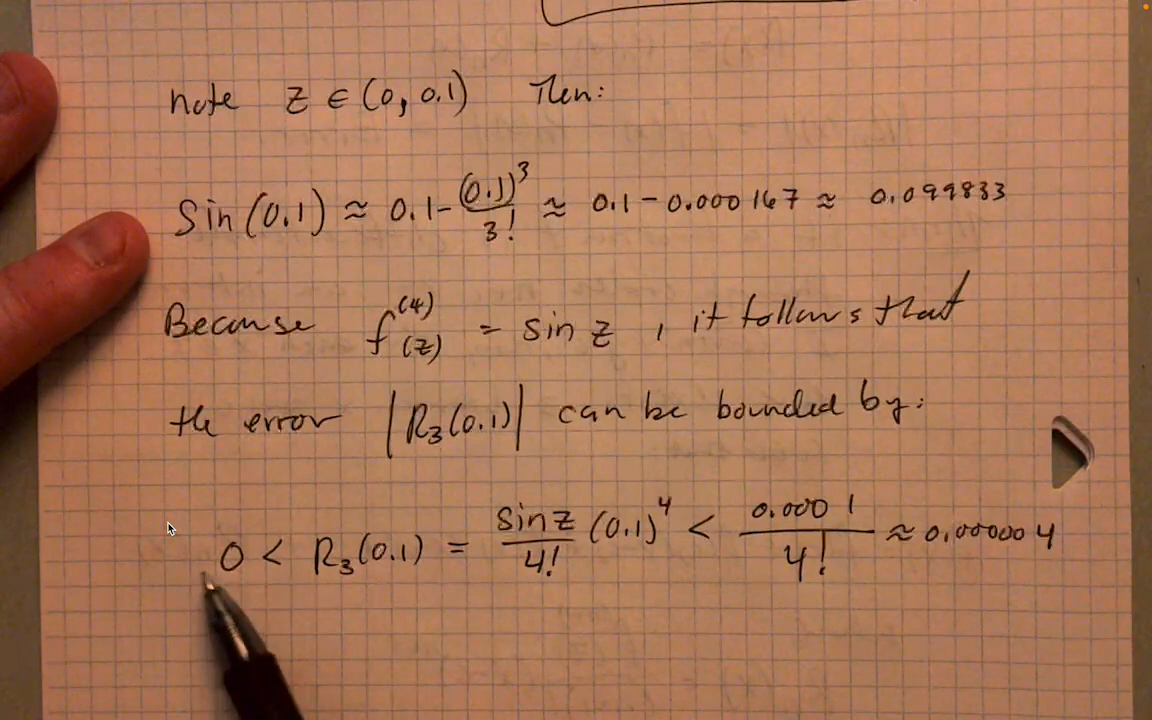 note z ∈ (0, 0.1) Then:
Sin(0.1) ≈ 0.1 - (0.1)³/3! ≈ 0.1 - 0.000167 ≈ 0.099833
Because f⁽⁴⁾(z) = sin z, it follows that
the error |R₃(0.1)| can be bounded by:
0 < R₃(0.1) = sin z/4! (0.1)⁴ < 0.0001/4! ≈ 0.000004